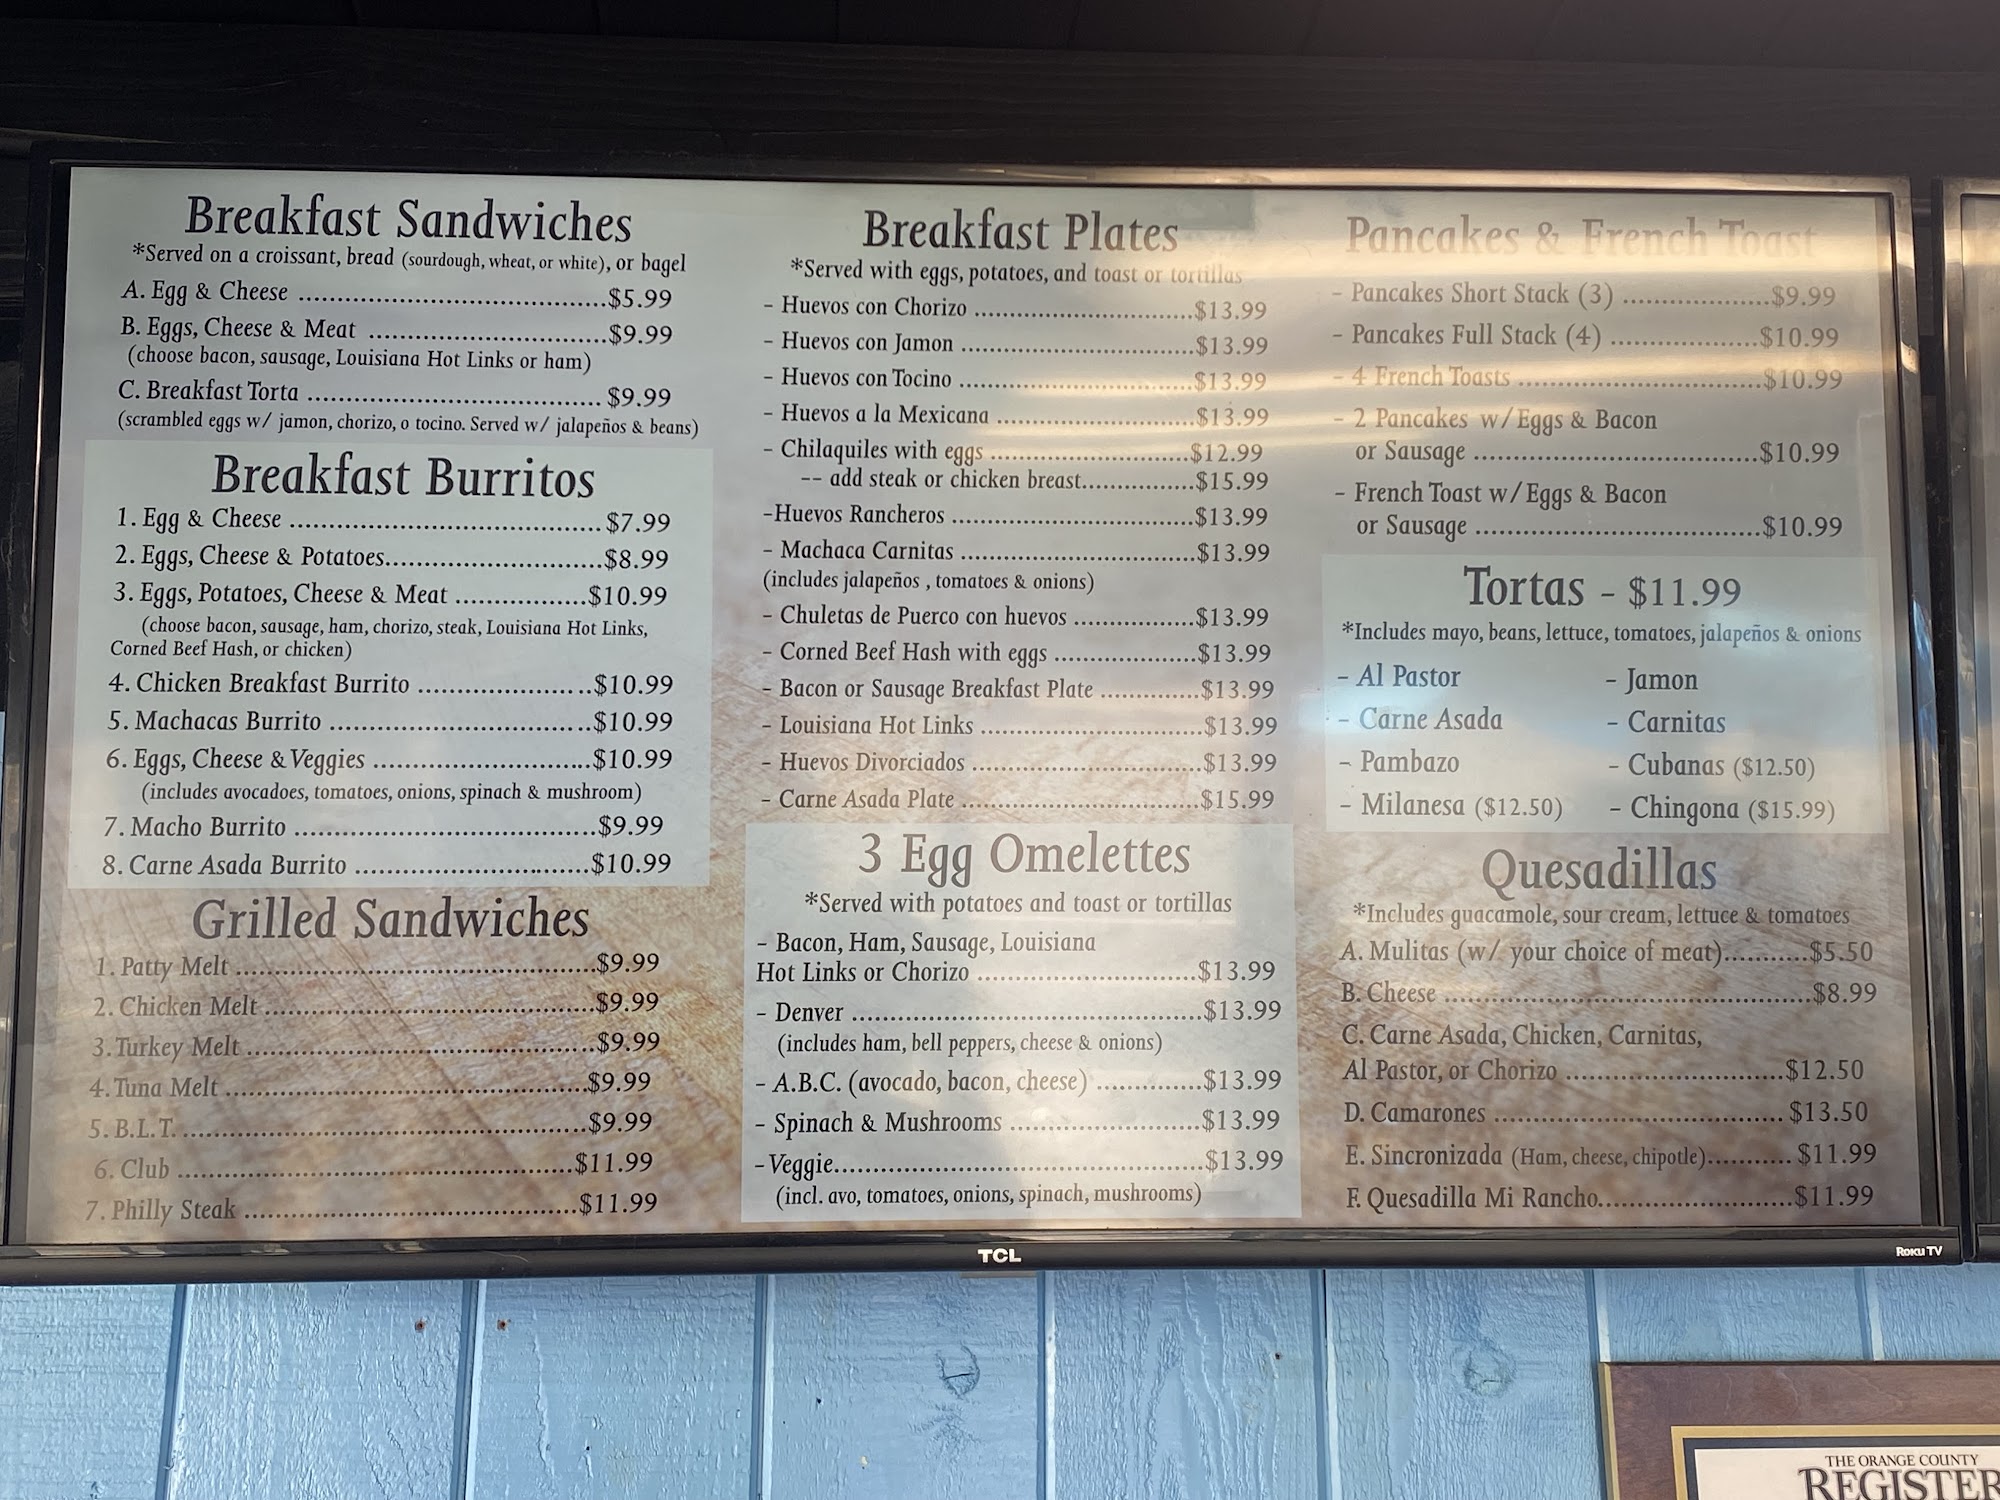 Breakfast Sandwiches
*Served on a croissant, bread (sourdough, wheat, or white), or bagel
A. Egg & Cheese ....................................$5.99
B. Eggs, Cheese & Meat ...............................$9.99
(choose bacon, sausage, Louisiana Hot Links or ham)
C. Breakfast Torta ...................................... $9.99
(scrambled eggs w/ jamon, chorizo, o tocino. Served w/ jalapeños & beans)
Breakfast Burritos
1. Egg & Cheese ........................................ $7.99
2. Eggs, Cheese & Potatoes.............................$8.99
3. Eggs, Potatoes, Cheese & Meat .................$10.99
(choose bacon, sausage, ham, chorizo, steak, Louisiana Hot Links,
Corned Beef Hash, or chicken)
4. Chicken Breakfast Burrito .......................$10.99
5. Machacas Burrito ..................................$10.99
6. Eggs, Cheese & Veggies .............................$10.99
(includes avocadoes, tomatoes, onions, spinach & mushroom)
7. Macho Burrito .......................................$9.99
8. Carne Asada Burrito ...............................$10.99
Grilled Sandwiches
1. Patty Melt ...............................................$9.99
2. Chicken Melt ...........................................$9.99
3. Turkey Melt .............................................$9.99
4. Tuna Melt ...............................................$9.99
5. B.L.T. .....................................................$9.99
6. Club ....................................................$11.99
7. Philly Steak ...........................................$11.99
Breakfast Plates
*Served with eggs, potatoes, and toast or tortillas
- Huevos con Chorizo ............................$13.99
- Huevos con Jamon ..............................$13.99
- Huevos con Tocino ..............................$13.99
- Huevos a la Mexicana ..........................$13.99
- Chilaquiles with eggs ..........................$12.99
-- add steak or chicken breast...............$15.99
-Huevos Rancheros ................................$13.99
- Machaca Carnitas ...............................$13.99
(includes jalapeños , tomatoes & onions)
- Chuletas de Puerco con huevos ................$13.99
- Corned Beef Hash with eggs ...................$13.99
- Bacon or Sausage Breakfast Plate .............$13.99
- Louisiana Hot Links .............................$13.99
- Huevos Divorciados ..............................$13.99
- Carne Asada Plate ...............................$15.99
3 Egg Omelettes
*Served with potatoes and toast or tortillas
- Bacon, Ham, Sausage, Louisiana
Hot Links or Chorizo .............................$13.99
- Denver ..............................................$13.99
(includes ham, bell peppers, cheese & onions)
- A.B.C. (avocado, bacon, cheese) ..............$13.99
- Spinach & Mushrooms .........................$13.99
- Veggie................................................$13.99
(incl. avo, tomatoes, onions, spinach, mushrooms)
Pancakes & French Toast
- Pancakes Short Stack (3) ...................$9.99
- Pancakes Full Stack (4) ...................$10.99
- 4 French Toasts ...............................$10.99
- 2 Pancakes w/Eggs & Bacon
or Sausage .....................................$10.99
- French Toast w/Eggs & Bacon
or Sausage .....................................$10.99
Tortas - $11.99
*Includes mayo, beans, lettuce, tomatoes, jalapeños & onions
- Al Pastor
- Carne Asada
- Pambazo
- Milanesa ($12.50)
- Jamon
- Carnitas
- Cubanas ($12.50)
- Chingona ($15.99)
Quesadillas
*Includes guacamole, sour cream, lettuce & tomatoes
A. Mulitas (w/ your choice of meat)...........$5.50
B. Cheese ...............................................$8.99
C. Carne Asada, Chicken, Carnitas,
Al Pastor, or Chorizo ............................$12.50
D. Camarones ..................................... $13.50
E. Sincronizada (Ham, cheese, chipotle)........... $11.99
F. Quesadilla Mi Rancho.........................$11.99
TCL
Roku TV
THE ORANGE COUNTY
REGISTER